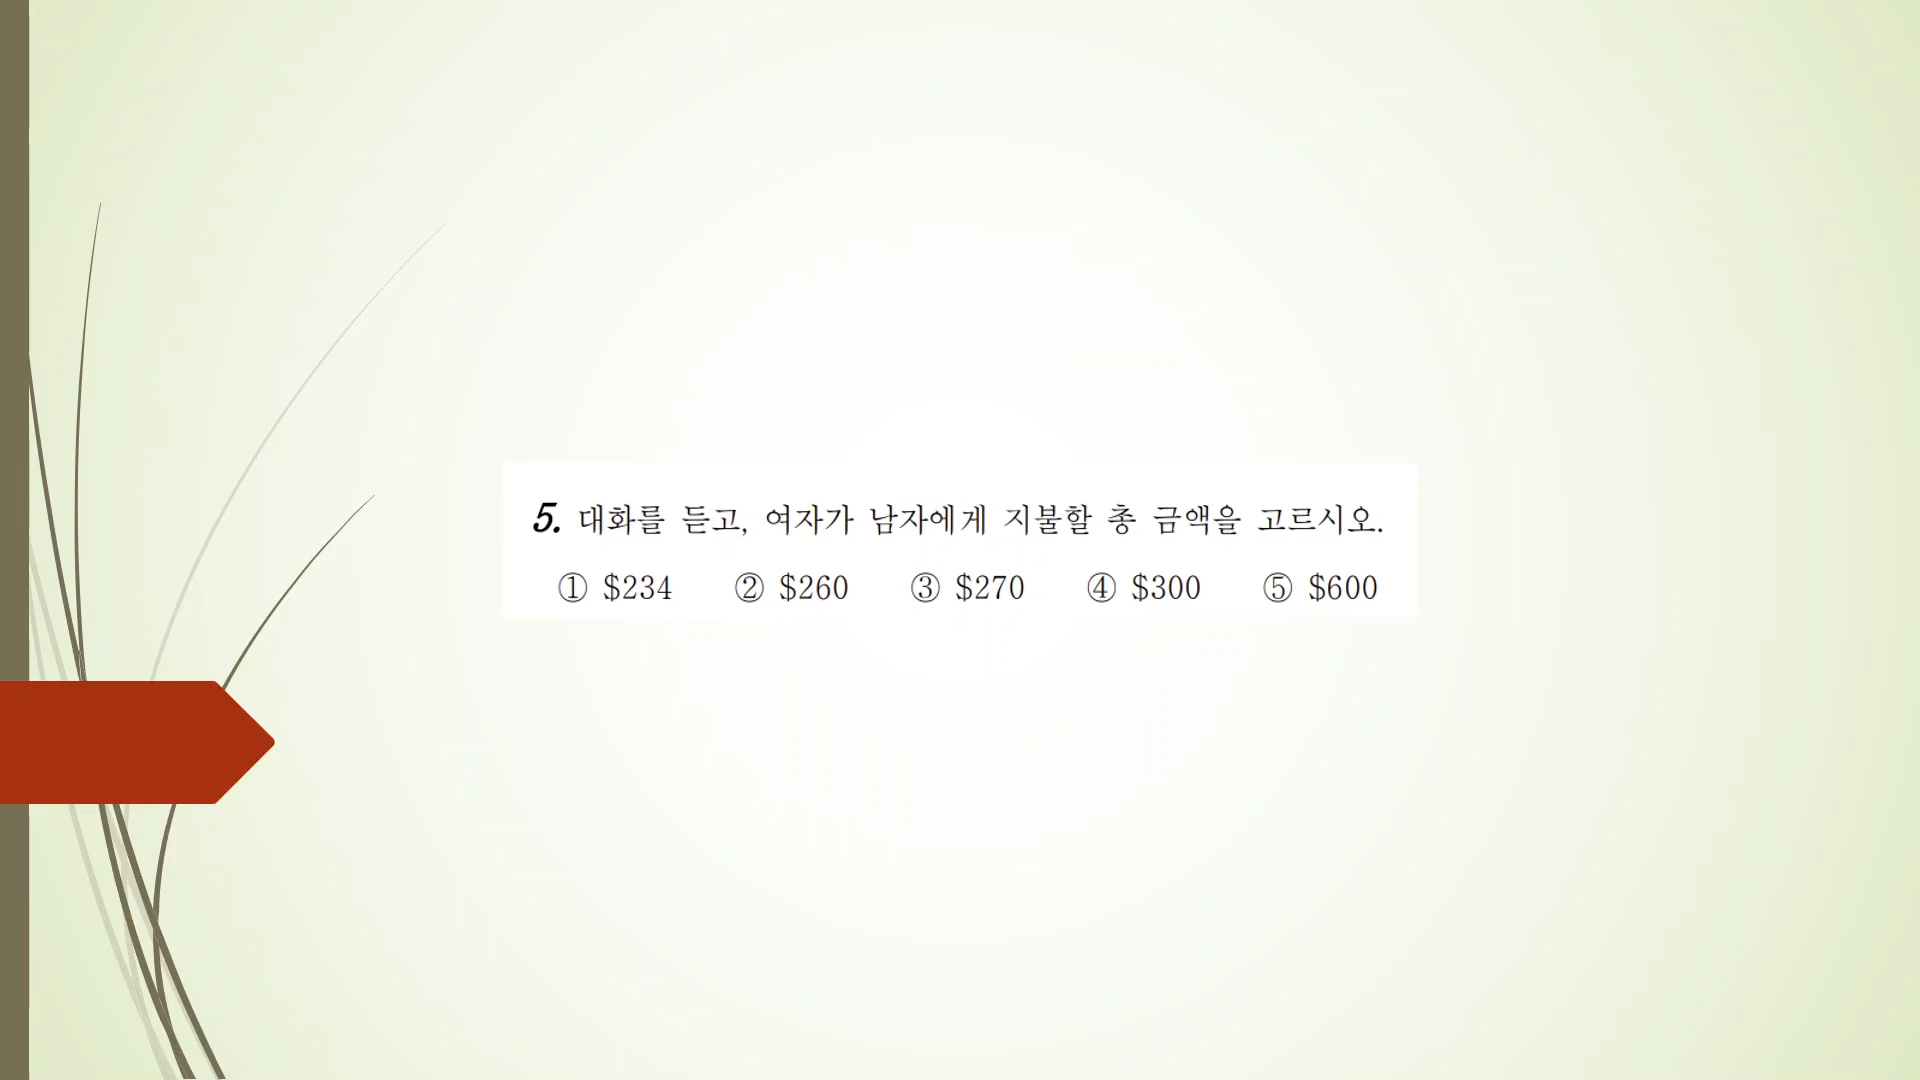 5. 대화를 듣고, 여자가 남자에게 지불할 총 금액을 고르시오.
① $234 ② $260 ③ $270 ④ $300 ⑤ $600